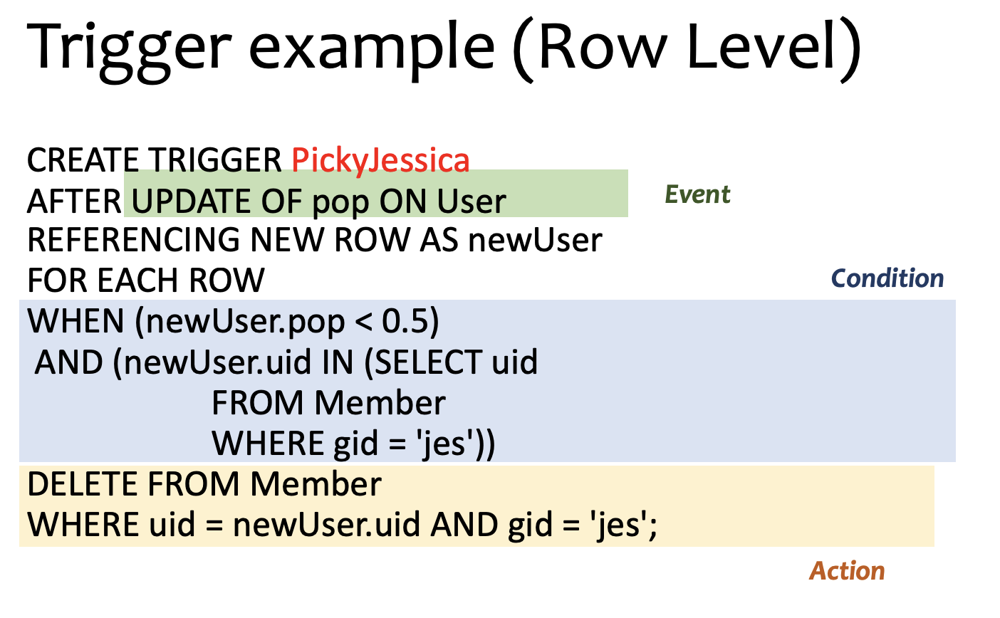 Trigger example (Row Level)
CREATE TRIGGER PickyJessica
AFTER UPDATE OF pop ON User
Event
REFERENCING NEW ROW AS newUser
FOR EACH ROW
Condition
WHEN (newUser.pop < 0.5)
AND (newUser.uid IN (SELECT uid
FROM Member
WHERE gid = 'jes'))
DELETE FROM Member
WHERE uid = newUser.uid AND gid = 'jes';
Action